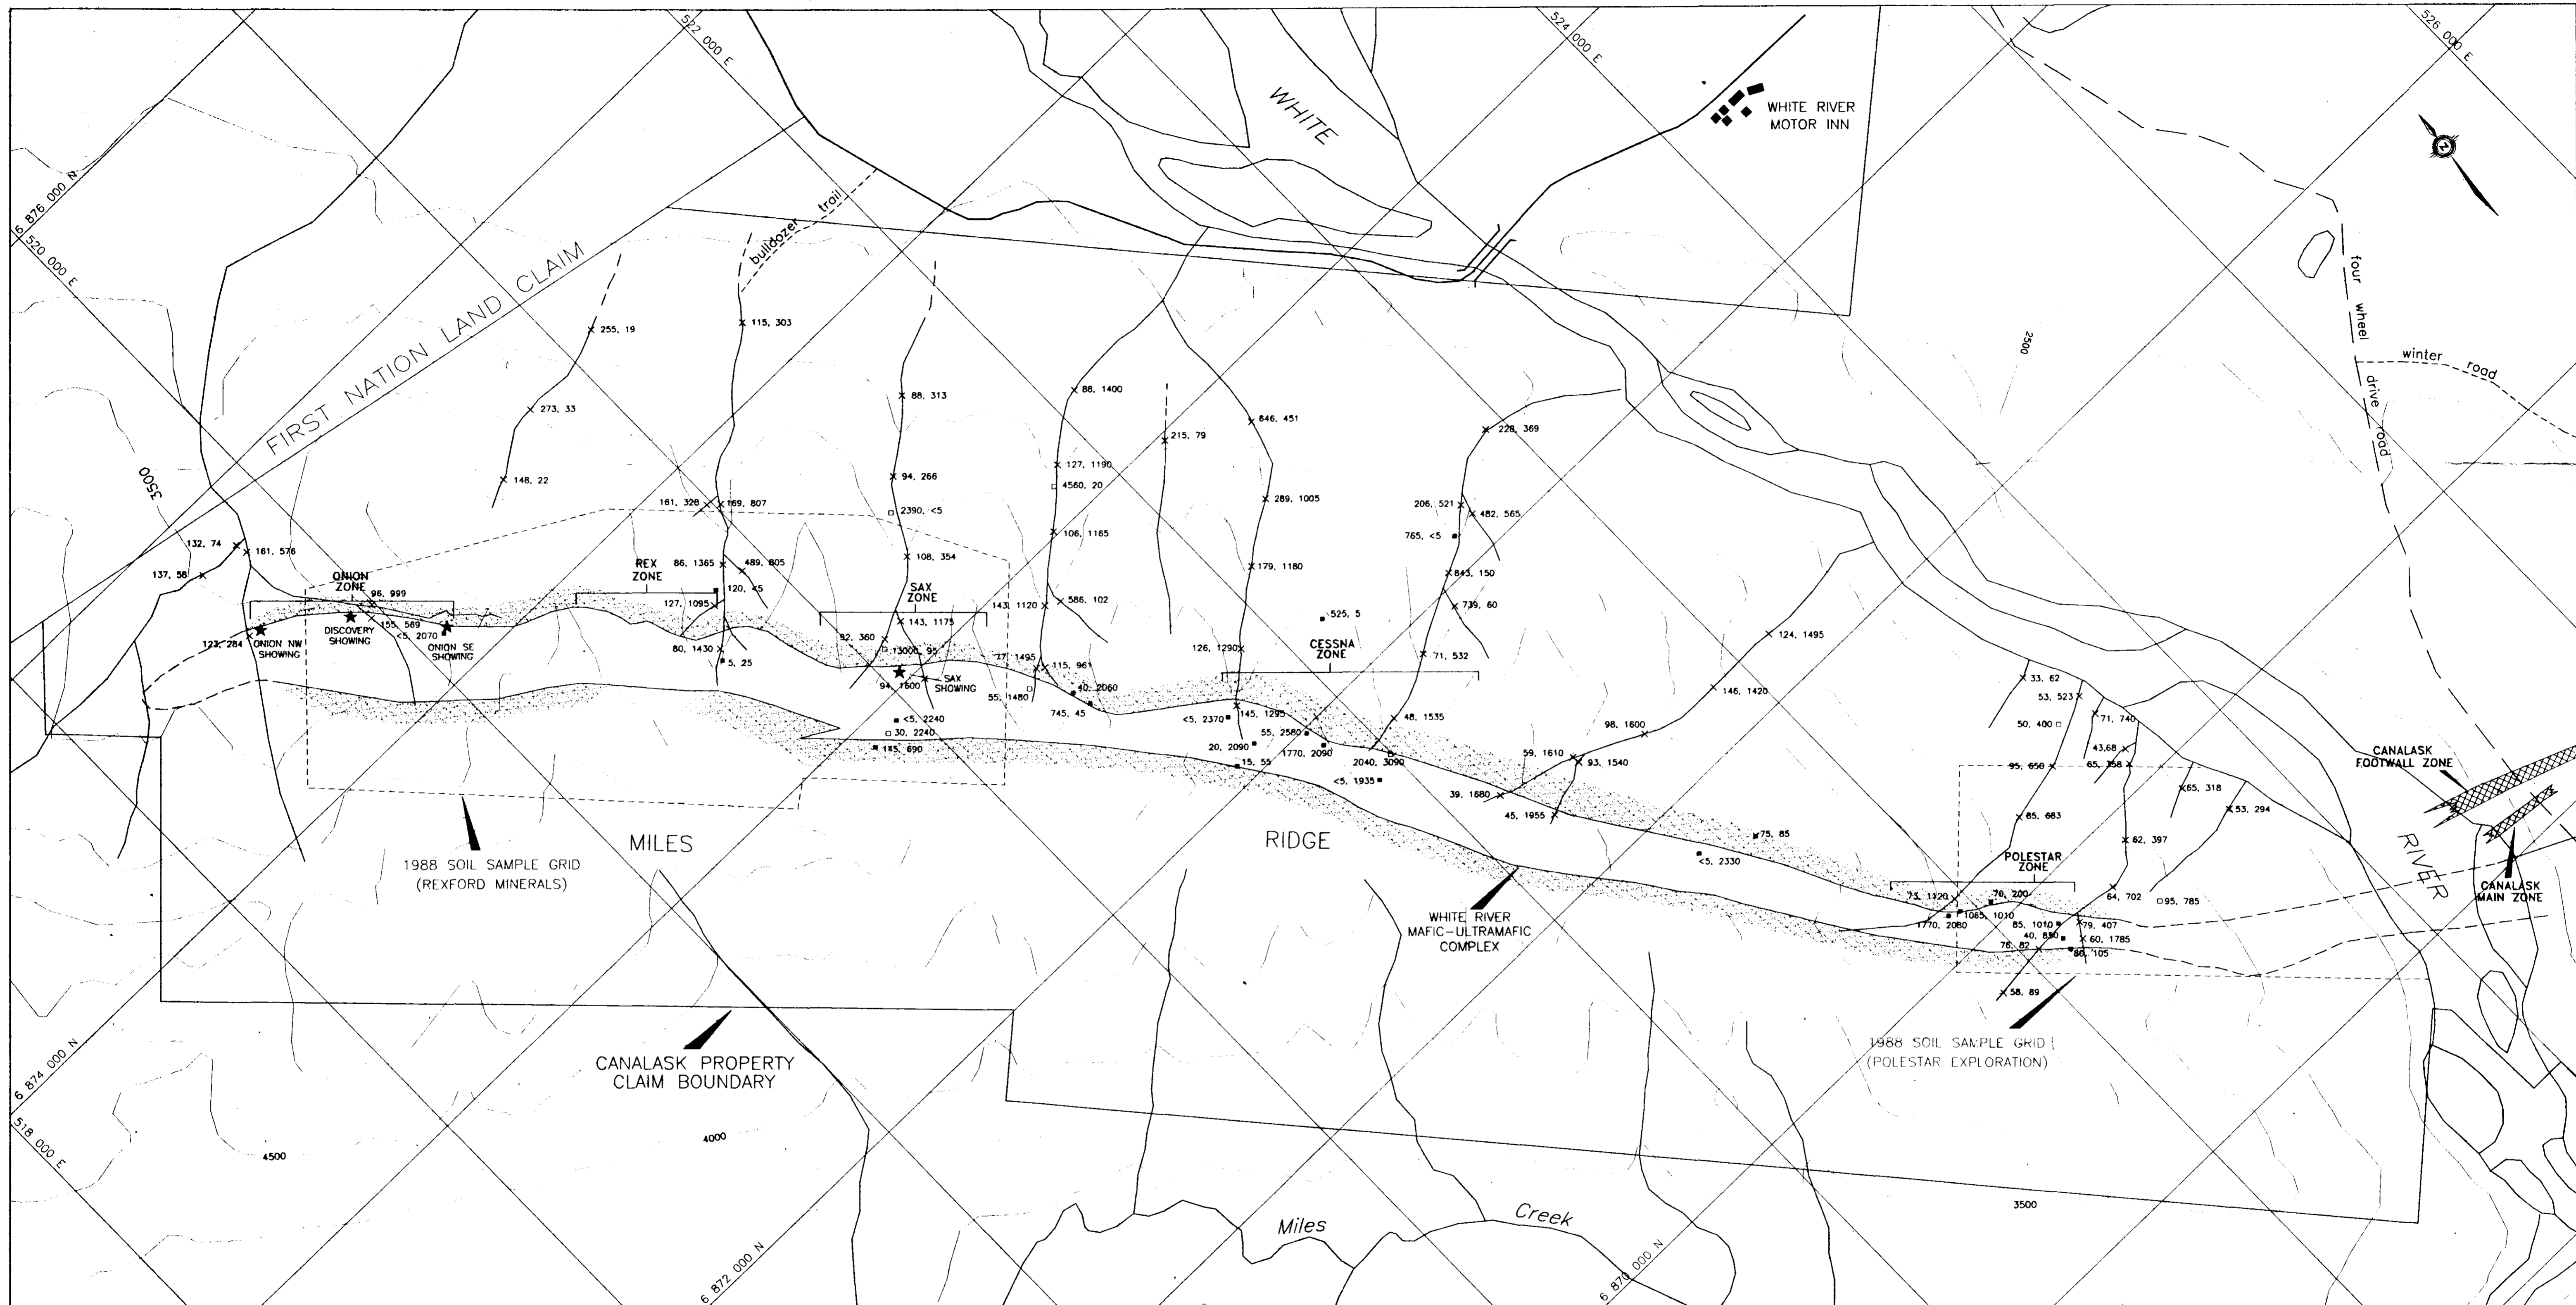 522 000 E
524 000 E
526 000 E
WHITE
WHITE RIVER
MOTOR INN
6 876 000 N
520 000 E
bulldozer trail
FIRST NATION LAND CLAIM
four wheel drive road
winter road
2500
3500
255, 19
115, 303
273, 33
88, 313
88, 1400
215, 79
646, 451
228, 369
148, 22
161, 328
169, 807
94, 266
2390, <5
127, 1190
4560, 20
289, 1005
206, 521
482, 565
765, <5
132, 74
161, 576
137, 58
ONION
ZONE
96, 999
REX
ZONE
86, 1365
489, 805
120, <5
127, 1095
108, 354
SAX
ZONE
106, 1165
143, 1120
586, 102
179, 1180
843, 150
739, 60
525, 5
124, 1495
123, 284
ONION NW
SHOWING
DISCOVERY
SHOWING
155, 569
<5, 2070
ONION SE
SHOWING
80, 1430
5, 25
92, 360
143, 1175
13000, 95
94, 1600
SAX
SHOWING
77, 1495
115, 961
55, 1480
40, 2060
745, 45
126, 1290
CESSNA
ZONE
71, 532
146, 1420
<5, 2240
30, 2240
145, 690
<5, 2370
145, 1295
55, 2580
20, 2090
1770, 2090
15, 55
48, 1535
2040, 3090
<5, 1935
98, 1600
59, 1610
93, 1540
39, 1680
45, 1955
33, 62
53, 523
71, 740
50, 400
43,68
65, 358
95, 650
65, 318
53, 294
85, 663
62, 397
CANALASK
FOOTWALL ZONE
CANALASK
MAIN ZONE
RIVER
75, 85
<5, 2330
POLESTAR
ZONE
73, 1120
70, 200
1065, 1010
1770, 2080
85, 1010
79, 407
40, 850
60, 1785
76, 82
80, 105
64, 702
95, 785
58, 89
MILES
RIDGE
1988 SOIL SAMPLE GRID
(REXFORD MINERALS)
WHITE RIVER
MAFIC-ULTRAMAFIC
COMPLEX
1988 SOIL SAMPLE GRID
(POLESTAR EXPLORATION)
CANALASK PROPERTY
CLAIM BOUNDARY
6 874 000 N
518 000 E
4500
4000
3500
6 872 000 N
6 870 000 N
Miles Creek